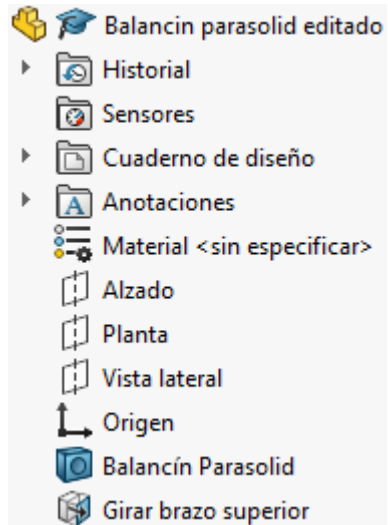 Balancin parasolid editado
Historial
Sensores
Cuaderno de diseño
Anotaciones
Material <sin especificar>
Alzado
Planta
Vista lateral
Origen
Balancín Parasolid
Girar brazo superior